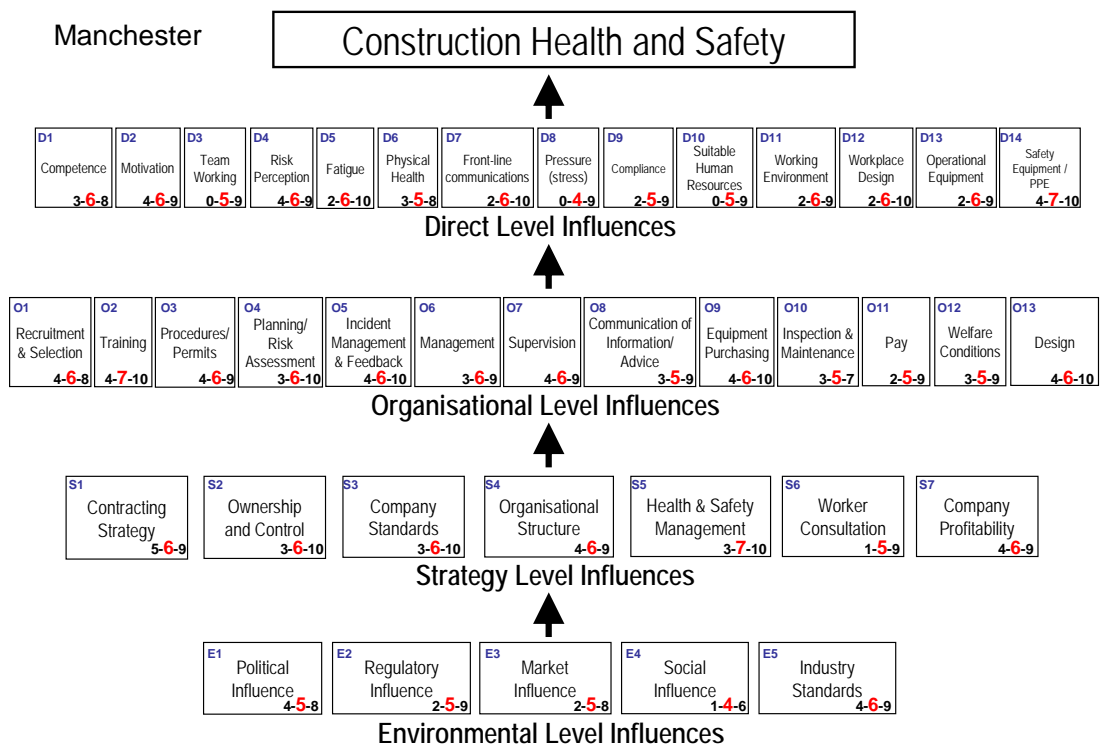 Manchester
Construction Health and Safety
D1
Competence
3-6-8
D2
Motivation
4-6-9
D3
Team
Working
0-5-9
D4
Risk
Perception
4-6-9
D5
Fatigue
2-6-10
D6
Physical
Health
3-5-8
D7
Front-line
communications
2-6-10
D8
Pressure
(stress)
0-4-9
D9
Compliance
2-5-9
D10
Suitable
Human
Resources
0-5-9
D11
Working
Environment
2-6-9
D12
Workplace
Design
2-6-10
D13
Operational
Equipment
2-6-9
D14
Safety
Equipment /
PPE
4-7-10
Direct Level Influences
O1
Recruitment
& Selection
4-6-8
O2
Training
4-7-10
O3
Procedures/
Permits
4-6-9
O4
Planning/
Risk
Assessment
3-6-10
O5
Incident
Management
& Feedback
4-6-10
O6
Management
3-6-9
O7
Supervision
4-6-9
O8
Communication of
Information/
Advice
3-5-9
O9
Equipment
Purchasing
4-6-10
O10
Inspection &
Maintenance
3-5-7
O11
Pay
2-5-9
O12
Welfare
Conditions
3-5-9
O13
Design
4-6-10
Organisational Level Influences
S1
Contracting
Strategy
5-6-9
S2
Ownership
and Control
3-6-10
S3
Company
Standards
3-6-10
S4
Organisational
Structure
4-6-9
S5
Health & Safety
Management
3-7-10
S6
Worker
Consultation
1-5-9
S7
Company
Profitability
4-6-9
Strategy Level Influences
E1
Political
Influence
4-5-8
E2
Regulatory
Influence
2-5-9
E3
Market
Influence
2-5-8
E4
Social
Influence
1-4-6
E5
Industry
Standards
4-6-9
Environmental Level Influences